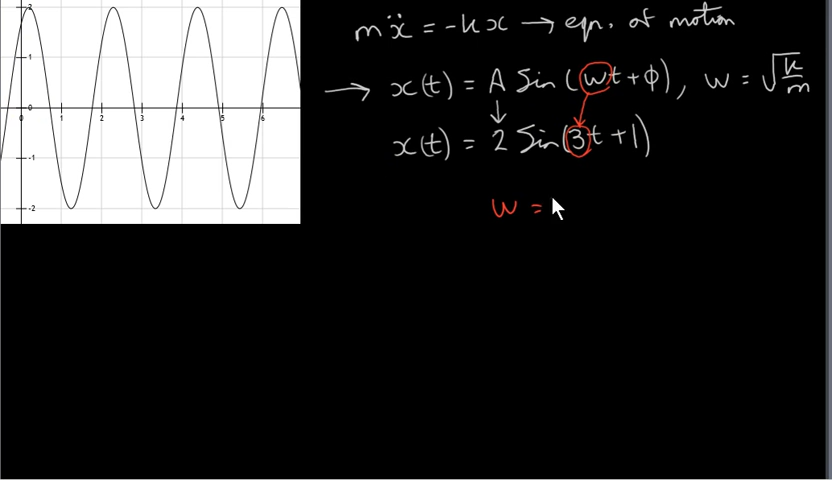 mẍ = -kx → eqn. of motion
→ x(t) = A Sin(wt + φ), w = √k/m
x(t) = 2 Sin(3t + 1)
w =
2
1
0
-1
-2
0 1 2 3 4 5 6